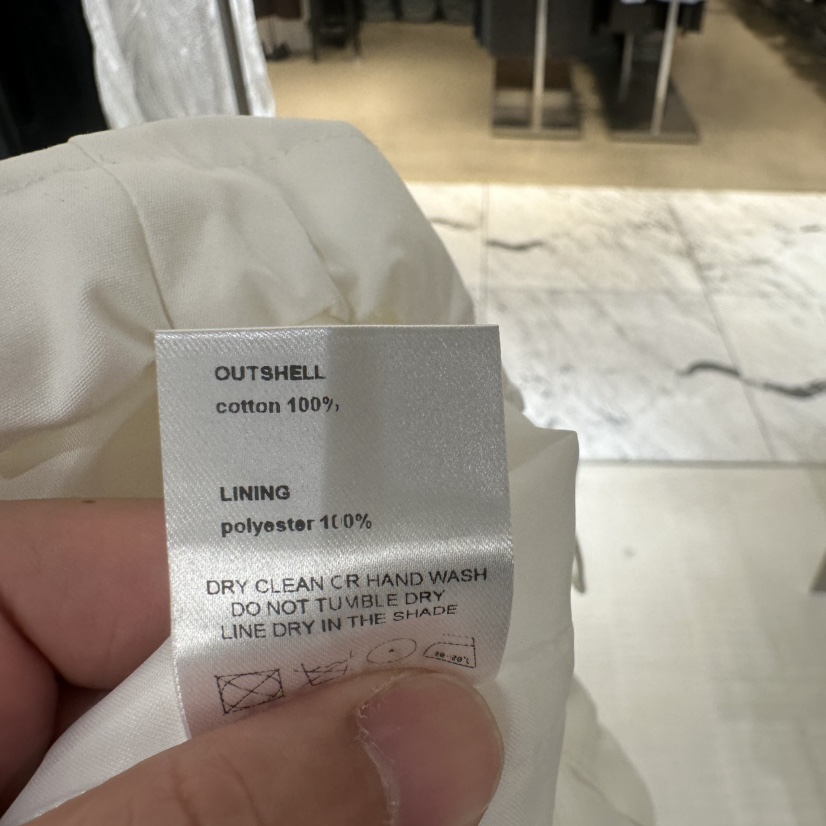 OUTSHELL
cotton 100%
LINING
polyester 100%
DRY CLEAN OR HAND WASH
DO NOT TUMBLE DRY
LINE DRY IN THE SHADE